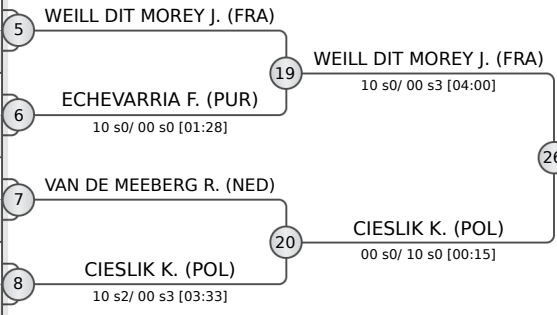 WEILL DIT MOREY J. (FRA)
5
19
WEILL DIT MOREY J. (FRA)
10 s0/ 00 s3 [04:00]
ECHEVARRIA F. (PUR)
6
10 s0/ 00 s0 [01:28]
26
VAN DE MEEBERG R. (NED)
7
20
CIESLIK K. (POL)
00 s0/ 10 s0 [00:15]
CIESLIK K. (POL)
8
10 s2/ 00 s3 [03:33]